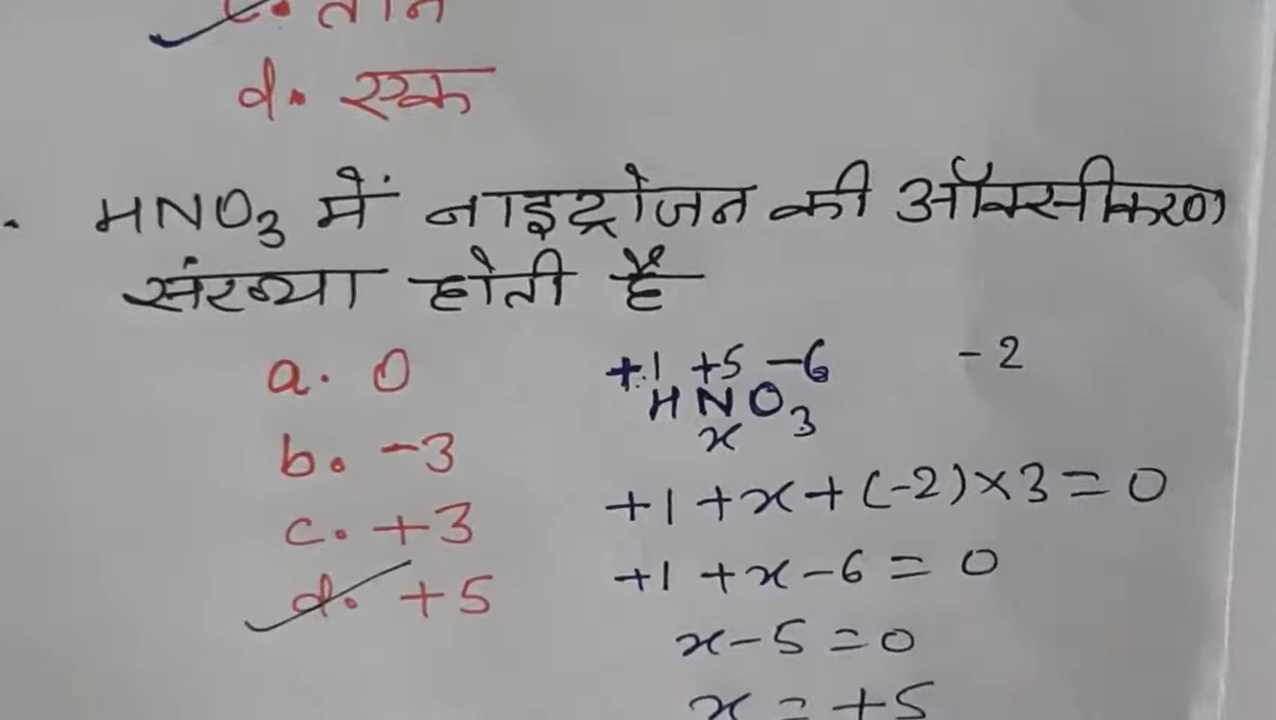 d. एक
HNO3 में नाइट्रोजन की ऑक्सीकरण
संख्या होती है
a. 0
b. -3
c. +3
d. +5
+1 +5 -6 -2
HNO3
x
+1+x+(-2)×3=0
+1+x-6=0
x-5=0
x=+5